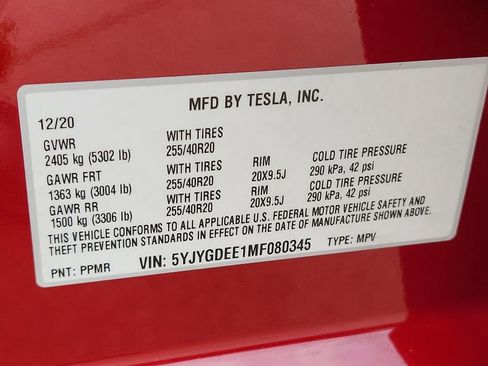 MFD BY TESLA, INC.
12/20
GVWR WITH TIRES
2405 kg (5302 lb) 255/40R20
GAWR FRT WITH TIRES RIM COLD TIRE PRESSURE
1363 kg (3004 lb) 255/40R20 20X9.5J 290 kPa, 42 psi
GAWR RR WITH TIRES RIM COLD TIRE PRESSURE
1500 kg (3306 lb) 255/40R20 20X9.5J 290 kPa, 42 psi
THIS VEHICLE CONFORMS TO ALL APPLICABLE U.S. FEDERAL MOTOR VEHICLE SAFETY AND
THEFT PREVENTION STANDARDS IN EFFECT ON THE DATE OF MANUFACTURE SHOWN ABOVE.
PNT: PPMR VIN: 5YJYGDEE1MF080345 TYPE: MPV